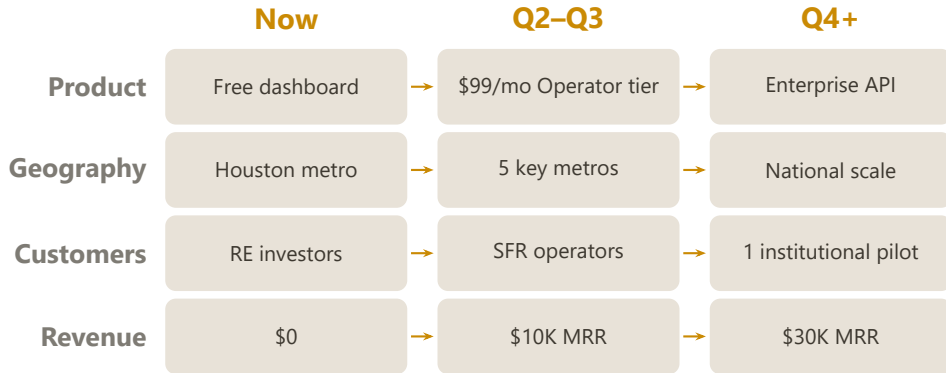 Now Q2–Q3 Q4+
Product Free dashboard → $99/mo Operator tier → Enterprise API
Geography Houston metro → 5 key metros → National scale
Customers RE investors → SFR operators → 1 institutional pilot
Revenue $0 → $10K MRR → $30K MRR